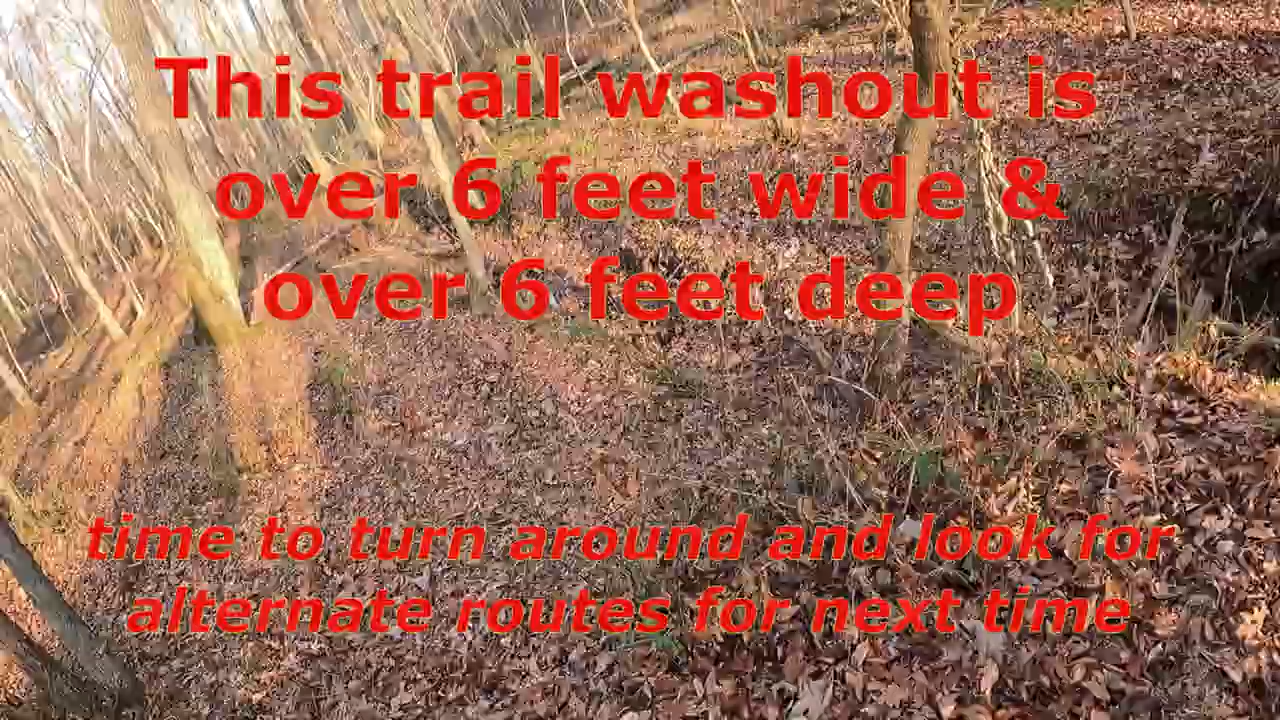 This trail washout is
over 6 feet wide &
over 6 feet deep
time to turn around and look for
alternate routes for next time